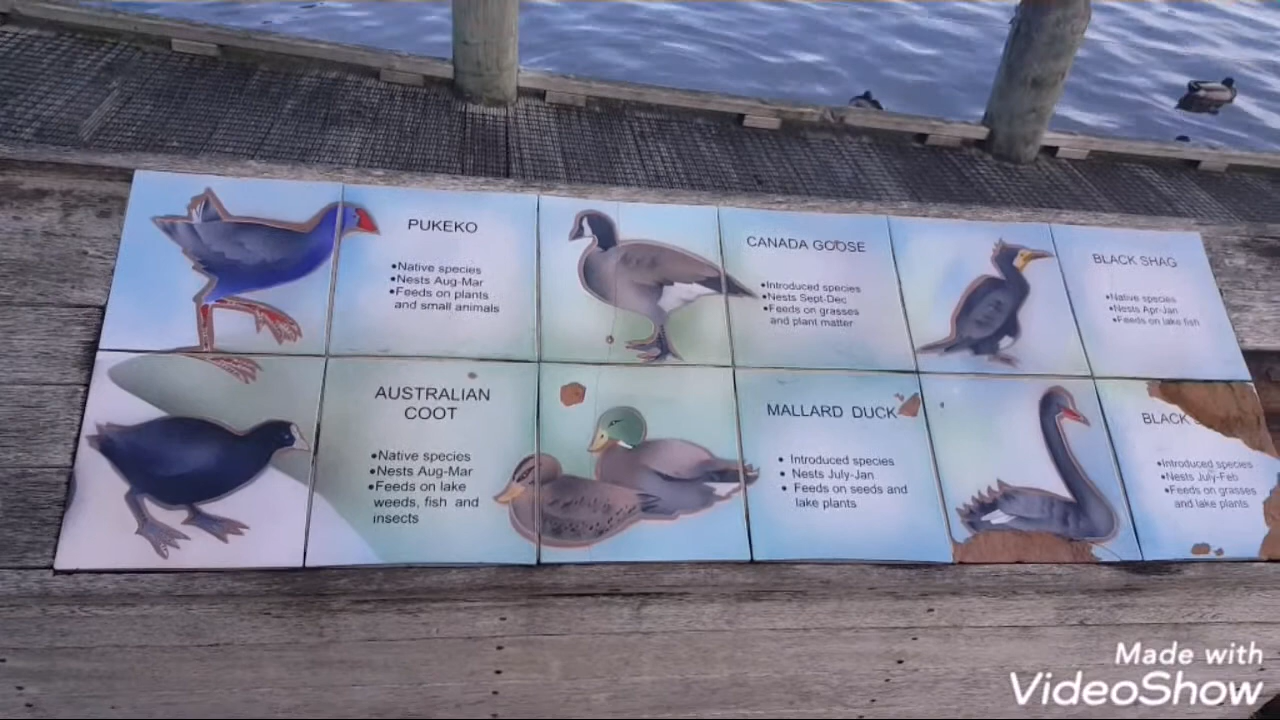 PUKEKO
•Native species
•Nests Aug-Mar
•Feeds on plants
and small animals
CANADA GOOSE
•Introduced species
•Nests Sept-Dec
•Feeds on grasses
and plant matter
BLACK SHAG
•Native species
•Nests Apr-Jan
•Feeds on lake fish
AUSTRALIAN
COOT
•Native species
•Nests Aug-Mar
•Feeds on lake
weeds, fish and
insects
MALLARD DUCK
• Introduced species
• Nests July-Jan
• Feeds on seeds and
lake plants
BLACK
•Introduced species
•Nests July-Feb
•Feeds on grasses
and lake plants
Made with
VideoShow